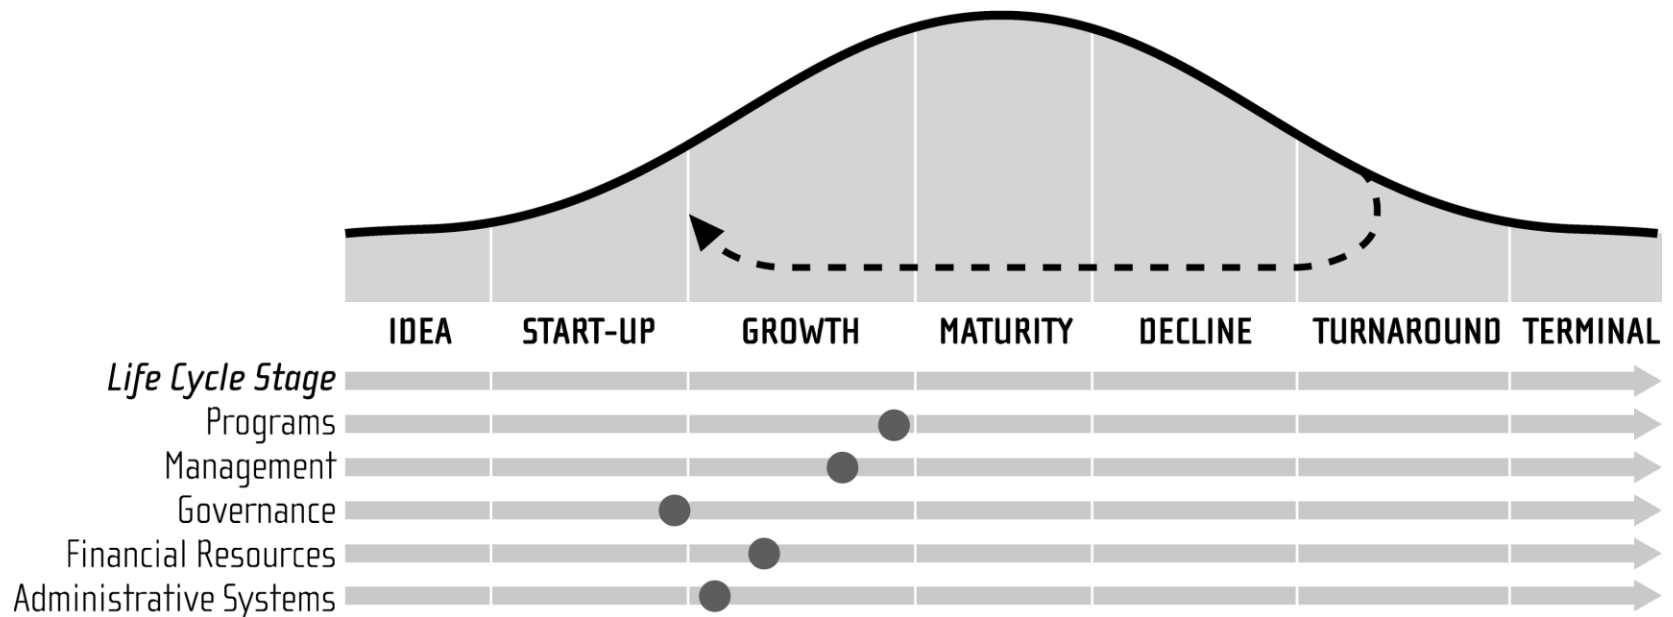 IDEA START-UP GROWTH MATURITY DECLINE TURNAROUND TERMINAL
Life Cycle Stage
Programs
Management
Governance
Financial Resources
Administrative Systems